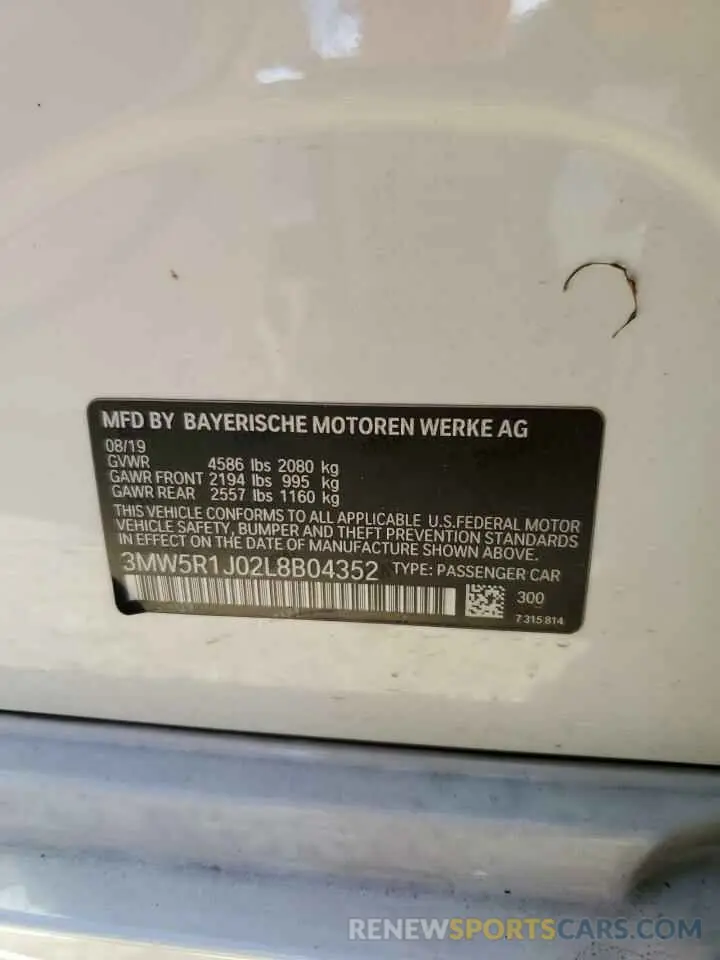 MFD BY BAYERISCHE MOTOREN WERKE AG
08/19
GVWR 4586 lbs 2080 kg
GAWR FRONT 2194 lbs 995 kg
GAWR REAR 2557 lbs 1160 kg
THIS VEHICLE CONFORMS TO ALL APPLICABLE U.S.FEDERAL MOTOR
VEHICLE SAFETY, BUMPER AND THEFT PREVENTION STANDARDS
IN EFFECT ON THE DATE OF MANUFACTURE SHOWN ABOVE.
3MW5R1J02L8B04352 TYPE: PASSENGER CAR
300
7 315 814
RENEWSPORTSCARS.COM